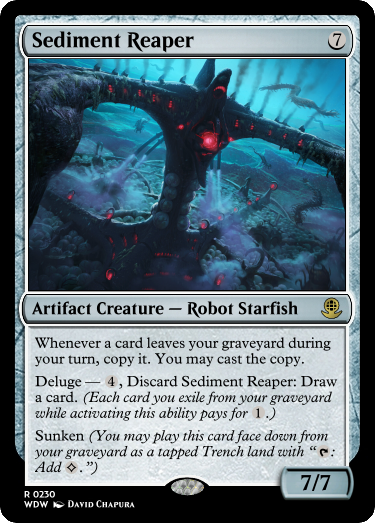 Sediment Reaper 7
Artifact Creature — Robot Starfish
Whenever a card leaves your graveyard during
your turn, copy it. You may cast the copy.
Deluge — 4, Discard Sediment Reaper: Draw
a card. (Each card you exile from your graveyard
while activating this ability pays for 1.)
Sunken (You may play this card face down from
your graveyard as a tapped Trench land with “T:
Add C.”)
7/7
R 0230
WDW DAVID CHAPURA